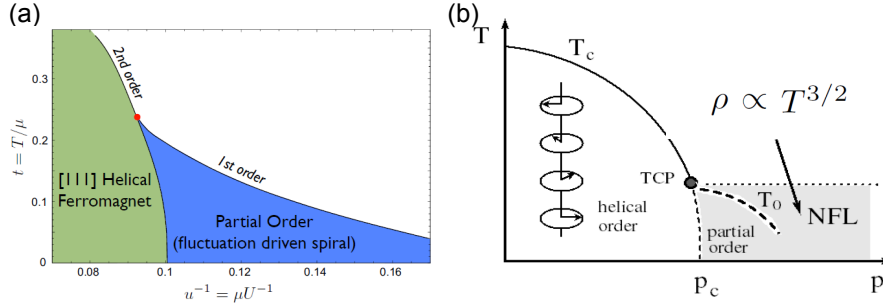 (a)
0.3
0.2
0.1
0
t = T/μ
2nd order
1st order
[111] Helical
Ferromagnet
Partial Order
(fluctuation driven spiral)
0.08
0.1
0.12
0.14
0.16
u⁻¹ = μU⁻¹
(b)
T
T_c
ρ ∝ T^{3/2}
TCP
T_0
NFL
helical
order
partial
order
p_c
p